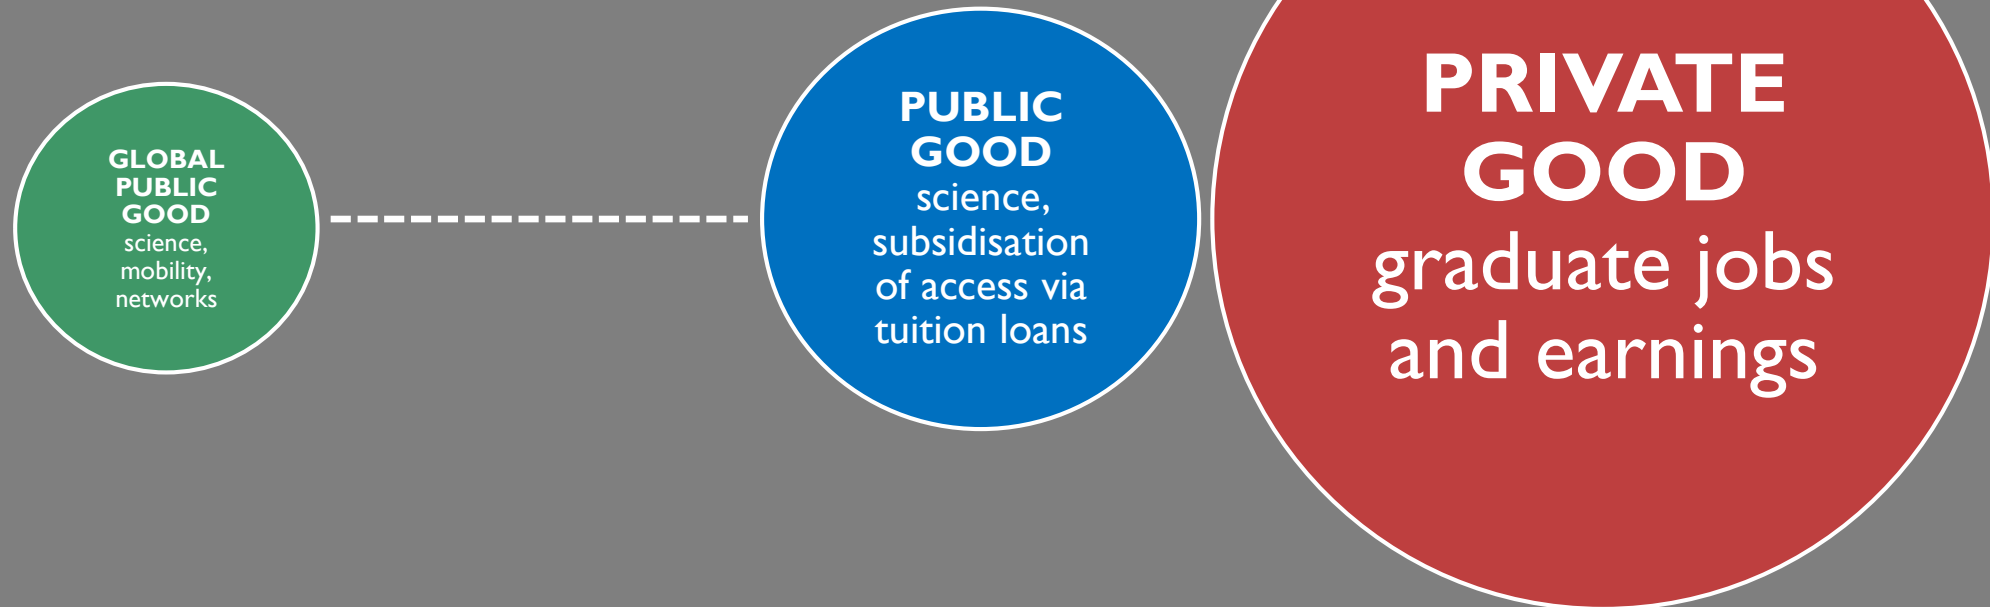 GLOBAL
PUBLIC
GOOD
science,
mobility,
networks
PUBLIC
GOOD
science,
subsidisation
of access via
tuition loans
PRIVATE
GOOD
graduate jobs
and earnings